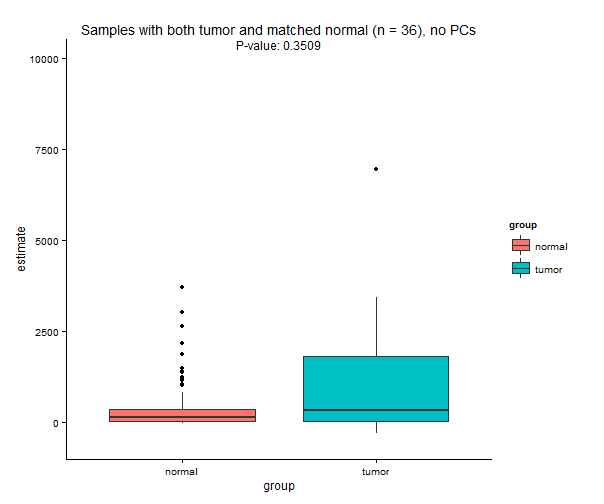 Samples with both tumor and matched normal (n = 36), no PCs
P-value: 0.3509
10000
7500
5000
2500
0
estimate
normal
tumor
group
group
normal
tumor